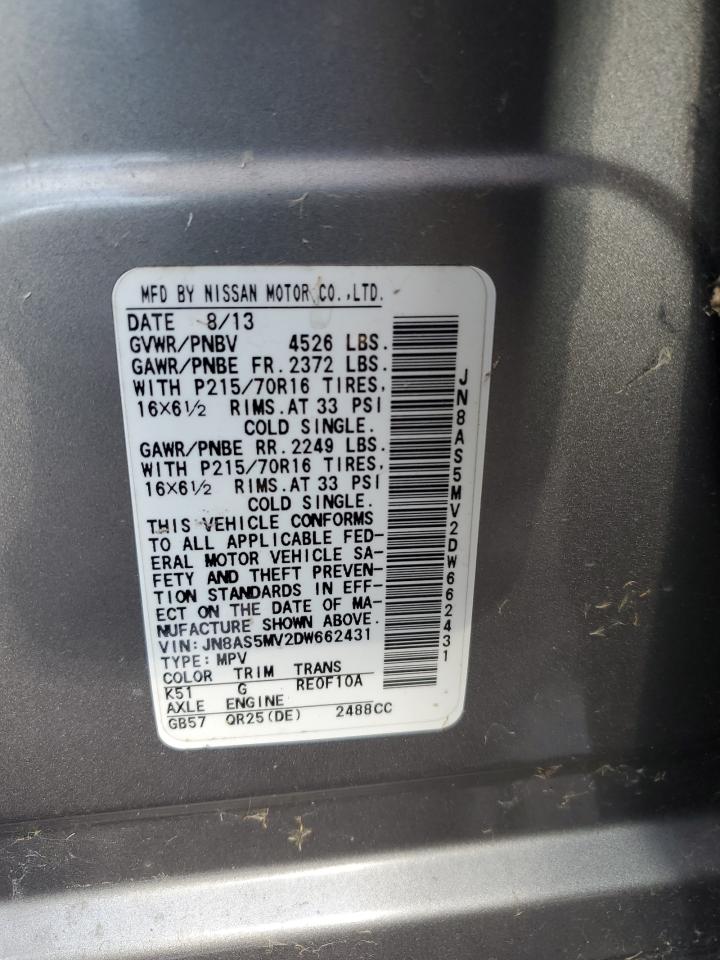 MFD BY NISSAN MOTOR CO.,LTD.
DATE 8/13
GVWR/PNBV 4526 LBS.
GAWR/PNBE FR. 2372 LBS.
WITH P215/70R16 TIRES,
16X6½ RIMS. AT 33 PSI
COLD SINGLE.
GAWR/PNBE RR. 2249 LBS.
WITH P215/70R16 TIRES,
16X6½ RIMS. AT 33 PSI
COLD SINGLE.
THIS VEHICLE CONFORMS
TO ALL APPLICABLE FED-
ERAL MOTOR VEHICLE SA-
FETY AND THEFT PREVEN-
TION STANDARDS IN EFF-
ECT ON THE DATE OF MA-
NUFACTURE SHOWN ABOVE.
VIN: JN8AS5MV2DW662431
TYPE: MPV
COLOR TRIM TRANS
K51 G RE0F10A
AXLE ENGINE
GB57 QR25(DE) 2488CC
JN8AS5MV2DW662431